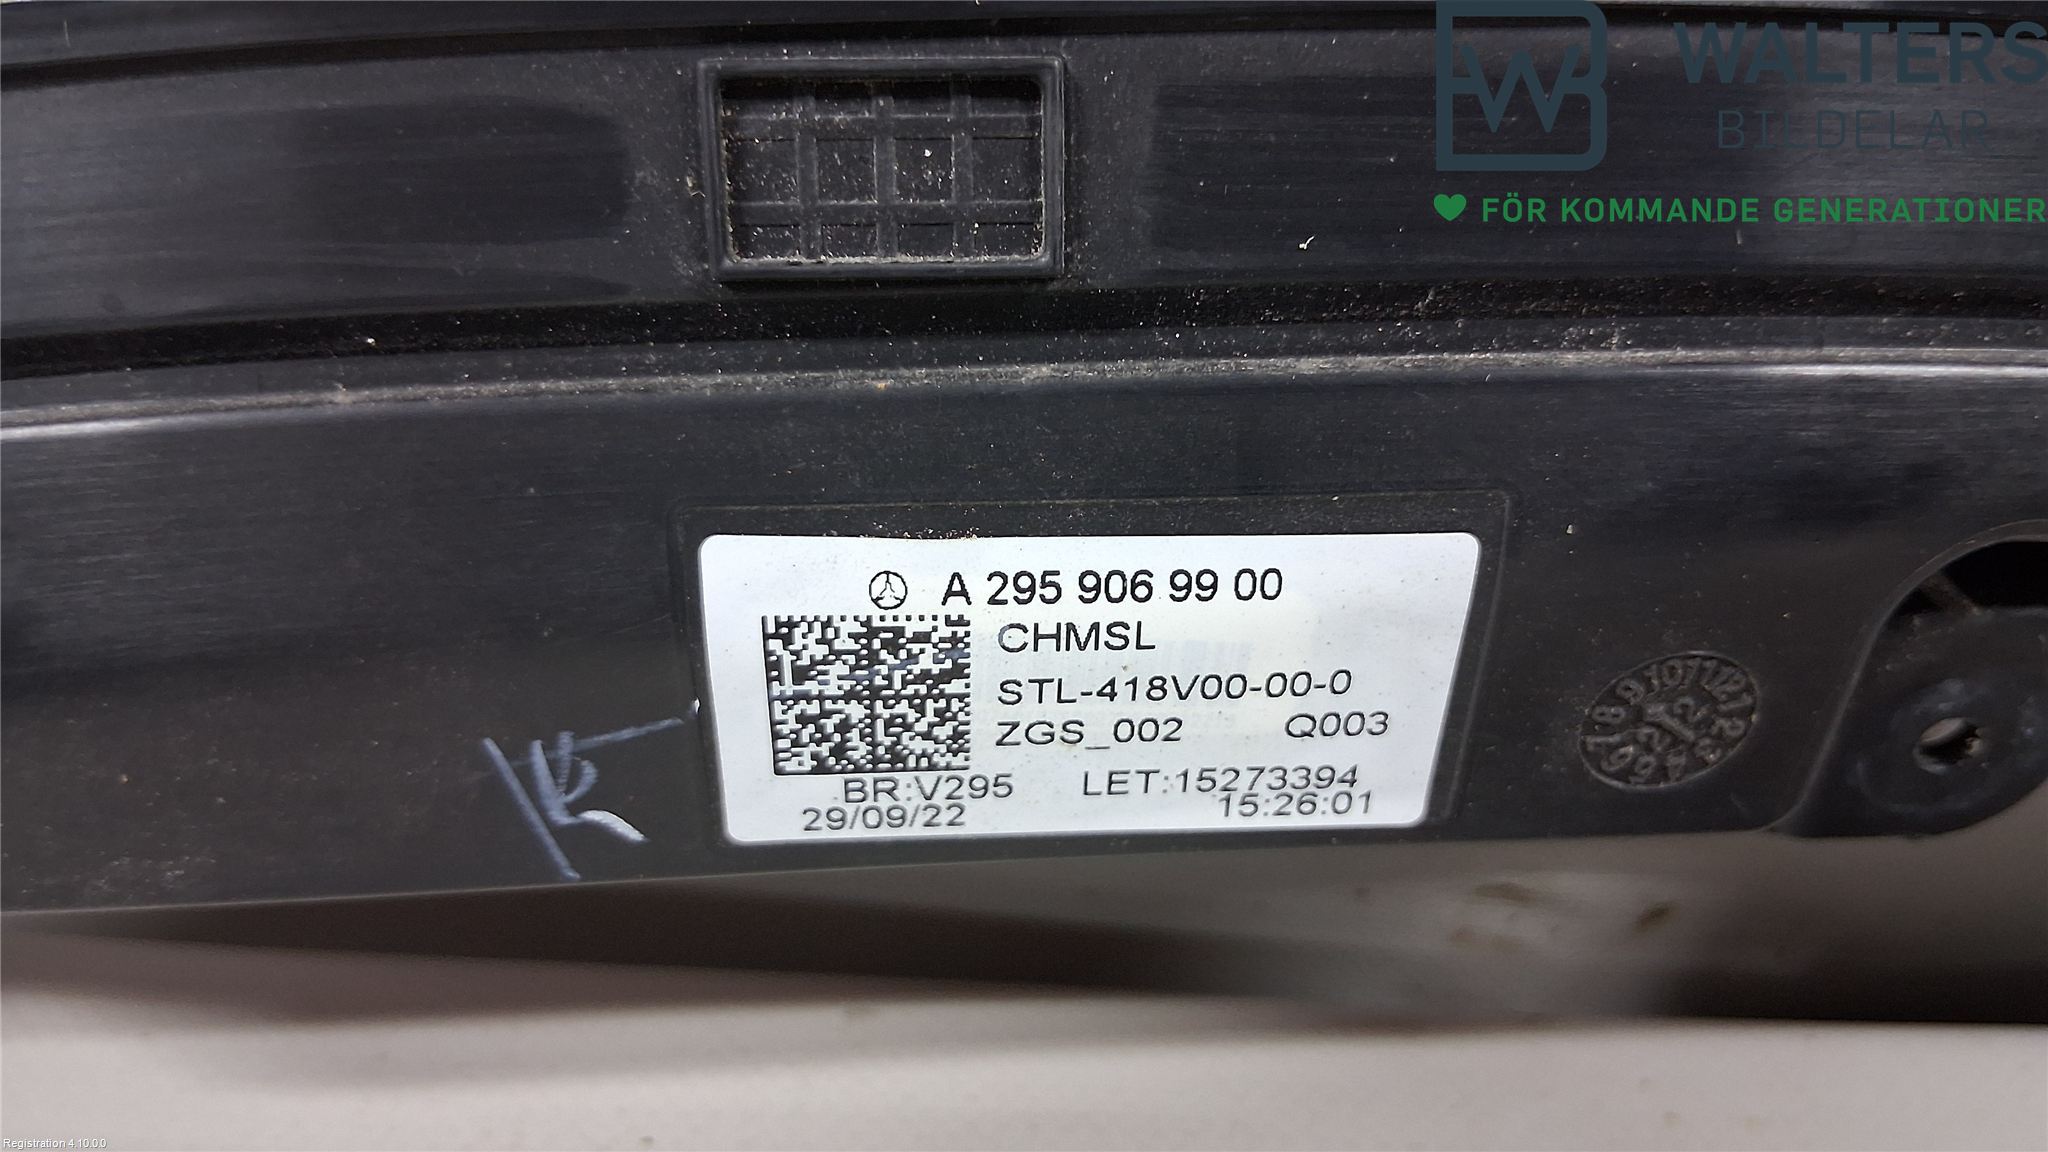 WALTERS
BILDELAR
FÖR KOMMANDE GENERATIONER
A 295 906 99 00
CHMSL
STL-418V00-00-0
ZGS_002 Q003
BR:V295 LET:15273394
29/09/22 15:26:01
Registration 4.10.0.0